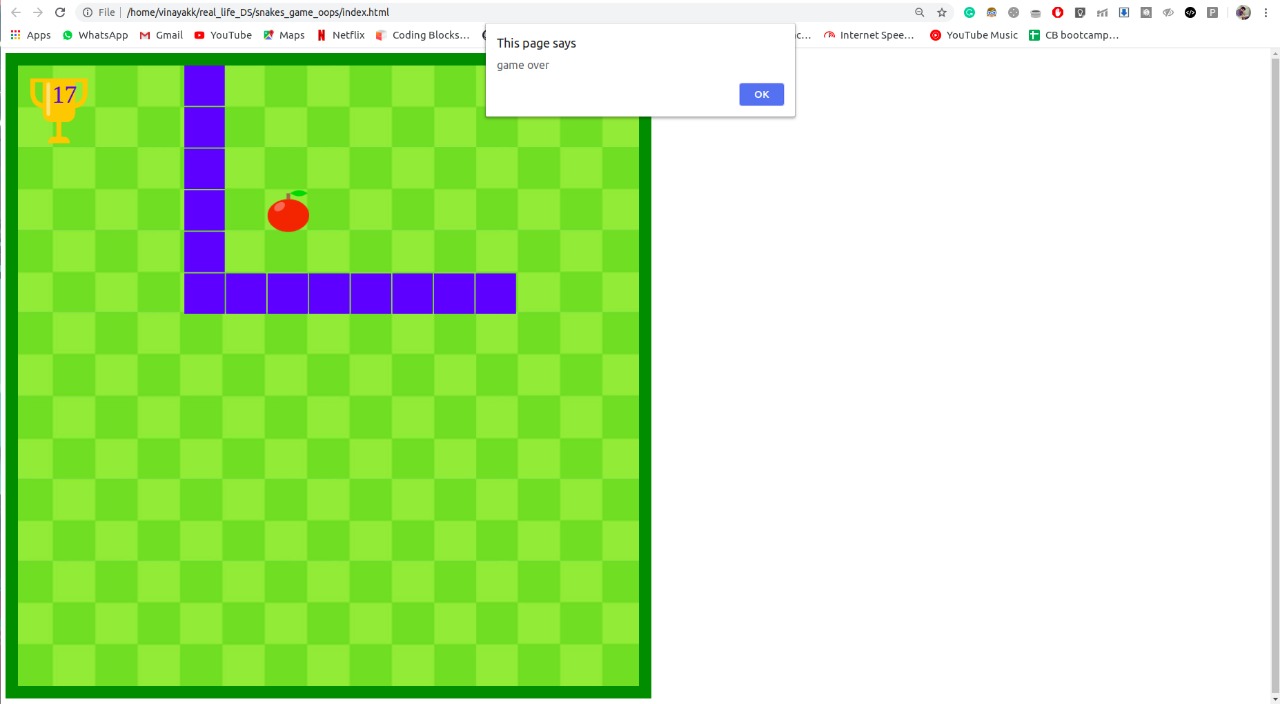 File | /home/vinayakk/real_life_DS/snakes_game_oops/index.html
Apps WhatsApp Gmail YouTube Maps Netflix Coding Blocks... c... Internet Spee... YouTube Music CB bootcamp...
This page says
game over
OK
17